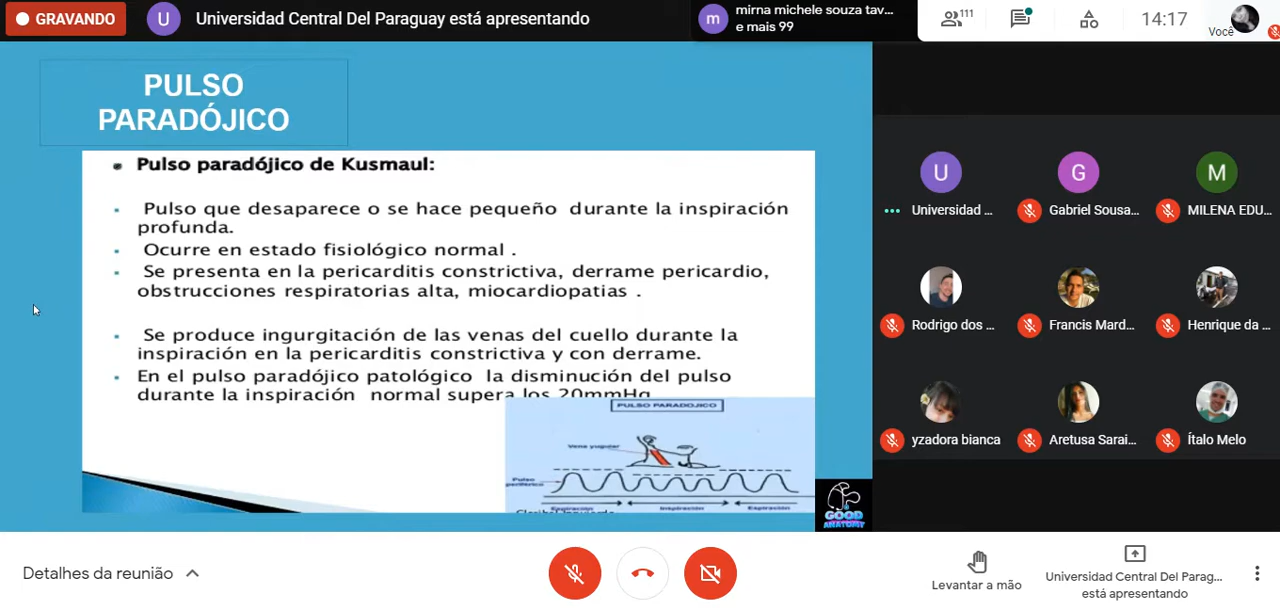 GRAVANDO
U
Universidad Central Del Paraguay está apresentando
m
mirna michele souza tav...
e mais 99
111
14:17
Você
PULSO
PARADÓJICO
Pulso paradójico de Kusmaul:
Pulso que desaparece o se hace pequeño durante la inspiración
profunda.
Ocurre en estado fisiológico normal .
Se presenta en la pericarditis constrictiva, derrame pericardio,
obstrucciones respiratorias alta, miocardiopatias .
Se produce ingurgitación de las venas del cuello durante la
inspiración en la pericarditis constrictiva y con derrame.
En el pulso paradójico patológico la disminución del pulso
durante la inspiración normal supera los 20mmHg
PULSO PARADOJICO
Vena yugular
Pulso
periférico
Espiración
Inspiración
Espiración
GOOD
ANATOMY
U
G
M
Universidad ...
Gabriel Sousa...
MILENA EDU...
Rodrigo dos ...
Francis Mard...
Henrique da ...
yzadora bianca
Aretusa Sarai...
Ítalo Melo
Detalhes da reunião
Levantar a mão
Universidad Central Del Parag...
está apresentando